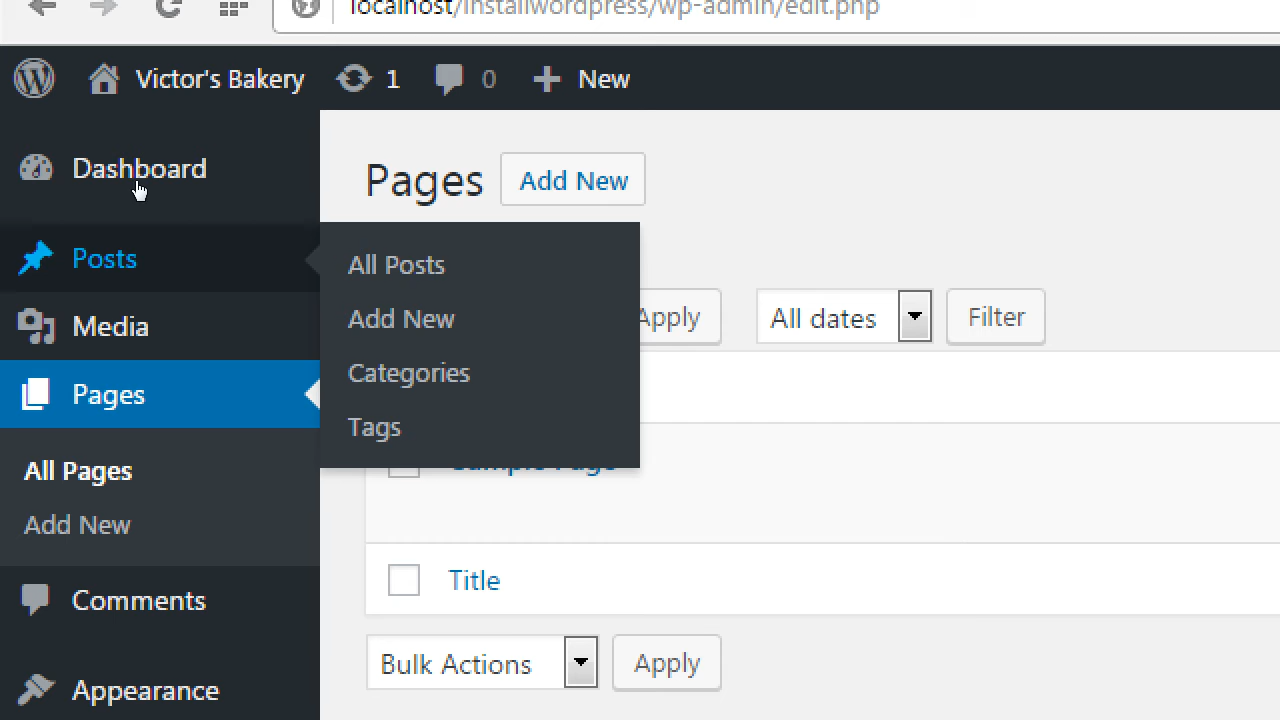 localhost/installwordpress/wp-admin/edit.php
Victor's Bakery 1 0 New
Dashboard
Posts
Media
Pages
All Pages
Add New
Comments
Appearance
Pages Add New
All Posts
Add New
Categories
Tags
Apply All dates Filter
Sample Page
Title
Bulk Actions Apply